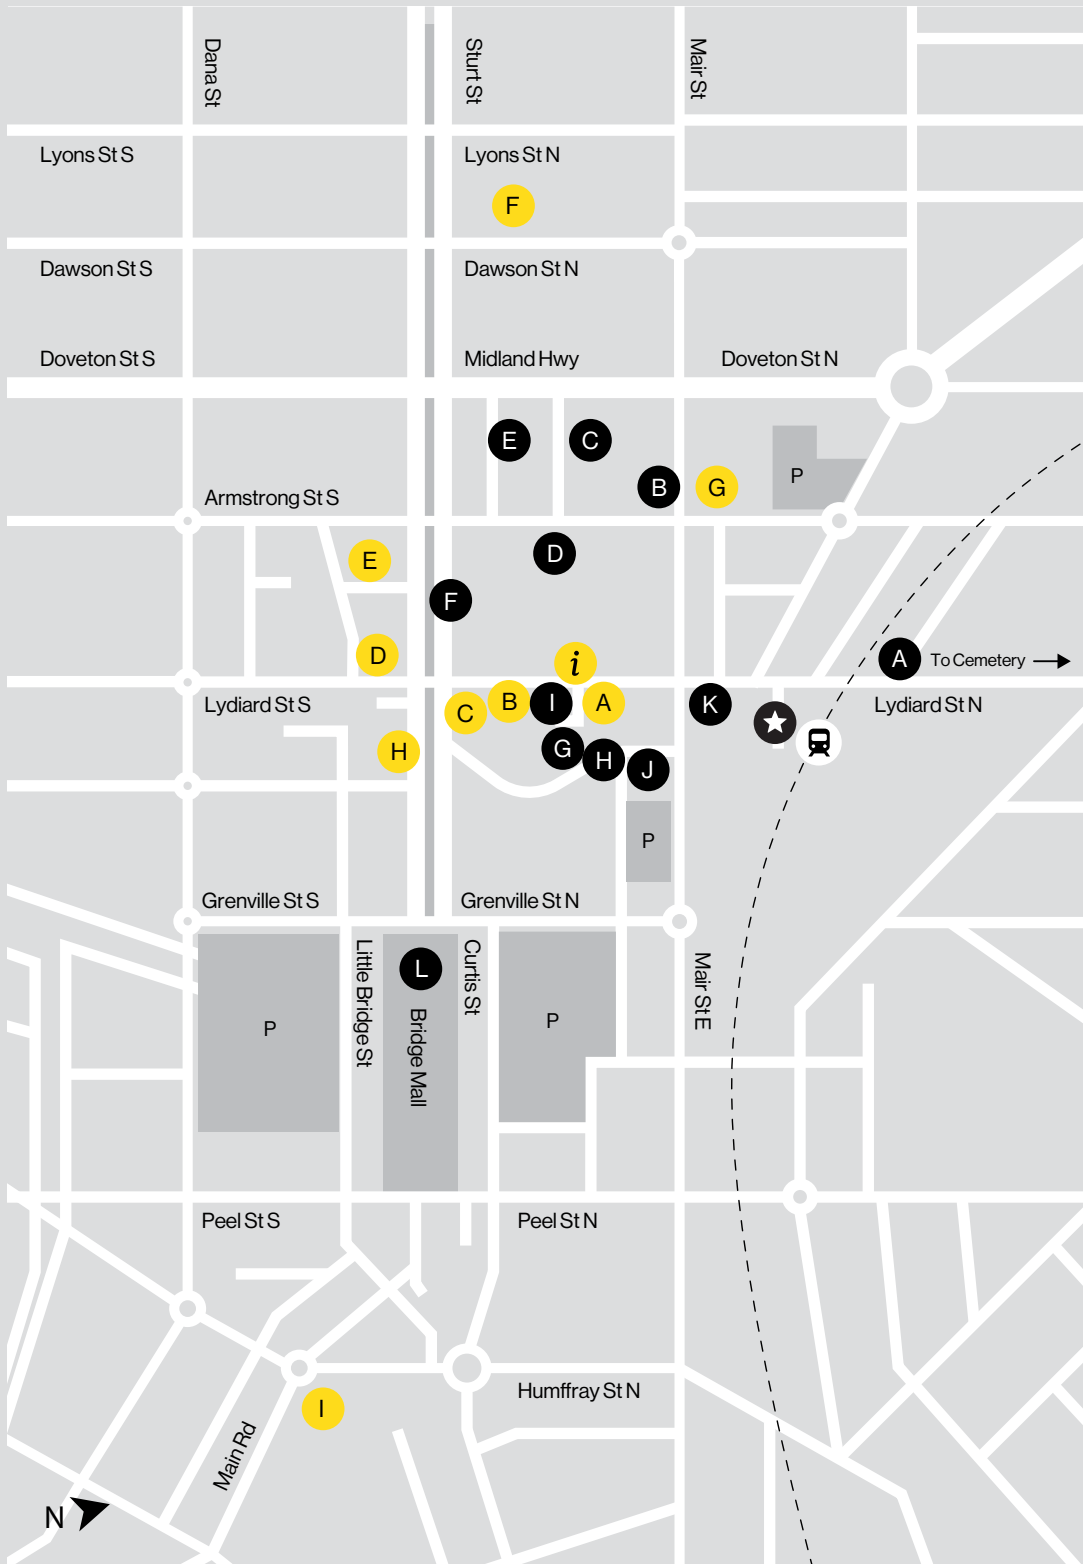 Dana St
Sturt St
Mair St
Lyons St S
Lyons St N
F
Dawson St S
Dawson St N
Doveton St S
Midland Hwy
Doveton St N
E
C
B
G
P
Armstrong St S
D
E
F
D
i
A
To Cemetery
Lydiard St S
C
B
I
A
K
Lydiard St N
H
G
H
J
P
Grenville St S
Grenville St N
Little Bridge St
L
Bridge Mall
Curtis St
Mair St E
P
P
Peel St S
Peel St N
Humffray St N
I
Main Rd
N